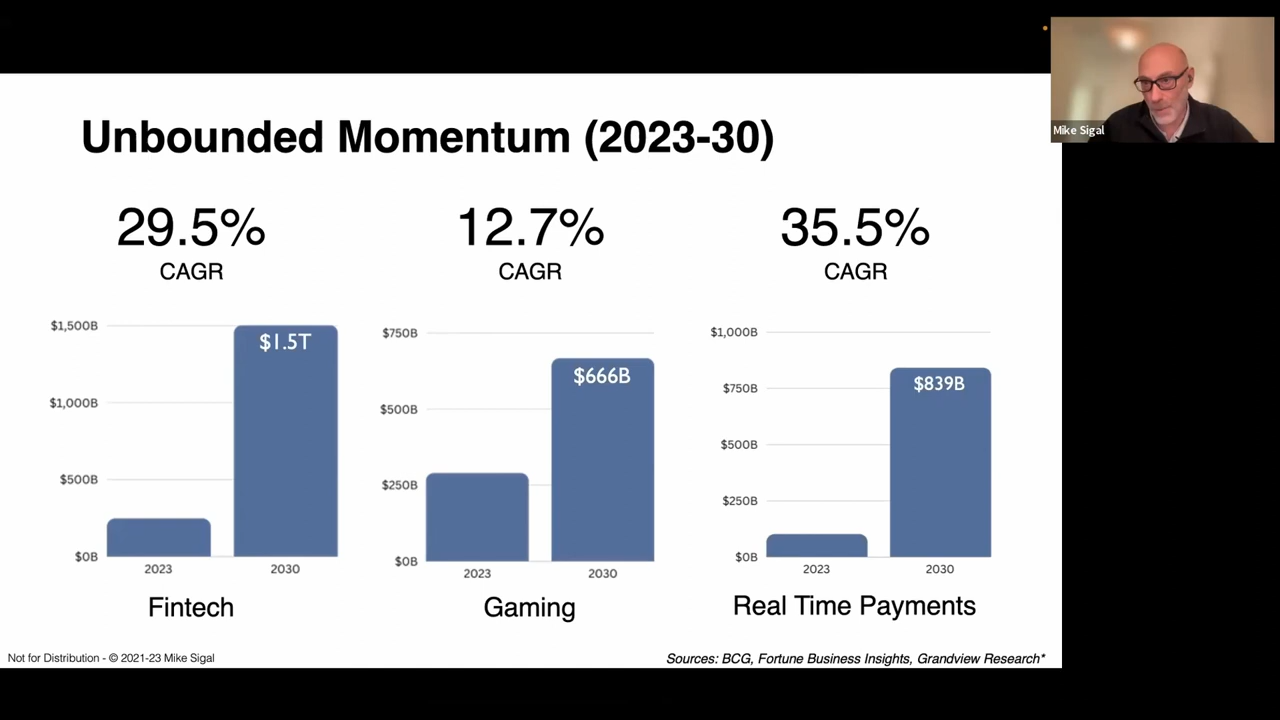 Mike Sigal
Unbounded Momentum (2023-30)
29.5%
CAGR
$1,500B
$1,000B
$500B
$0B
$1.5T
2023
2030
Fintech
12.7%
CAGR
$750B
$500B
$250B
$0B
$666B
2023
2030
Gaming
35.5%
CAGR
$1,000B
$750B
$500B
$250B
$0B
$839B
2023
2030
Real Time Payments
Not for Distribution - © 2021-23 Mike Sigal
Sources: BCG, Fortune Business Insights, Grandview Research*